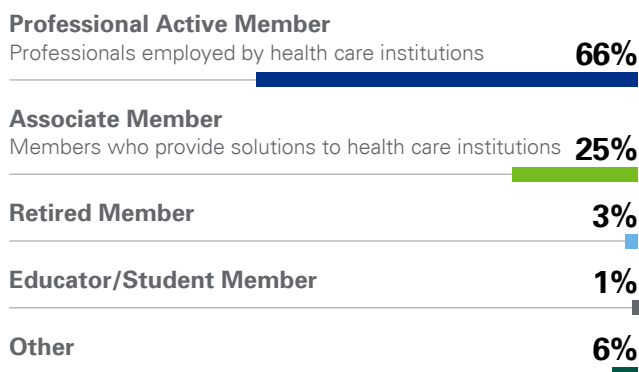 Professional Active Member
Professionals employed by health care institutions 66%
Associate Member
Members who provide solutions to health care institutions 25%
Retired Member 3%
Educator/Student Member 1%
Other 6%